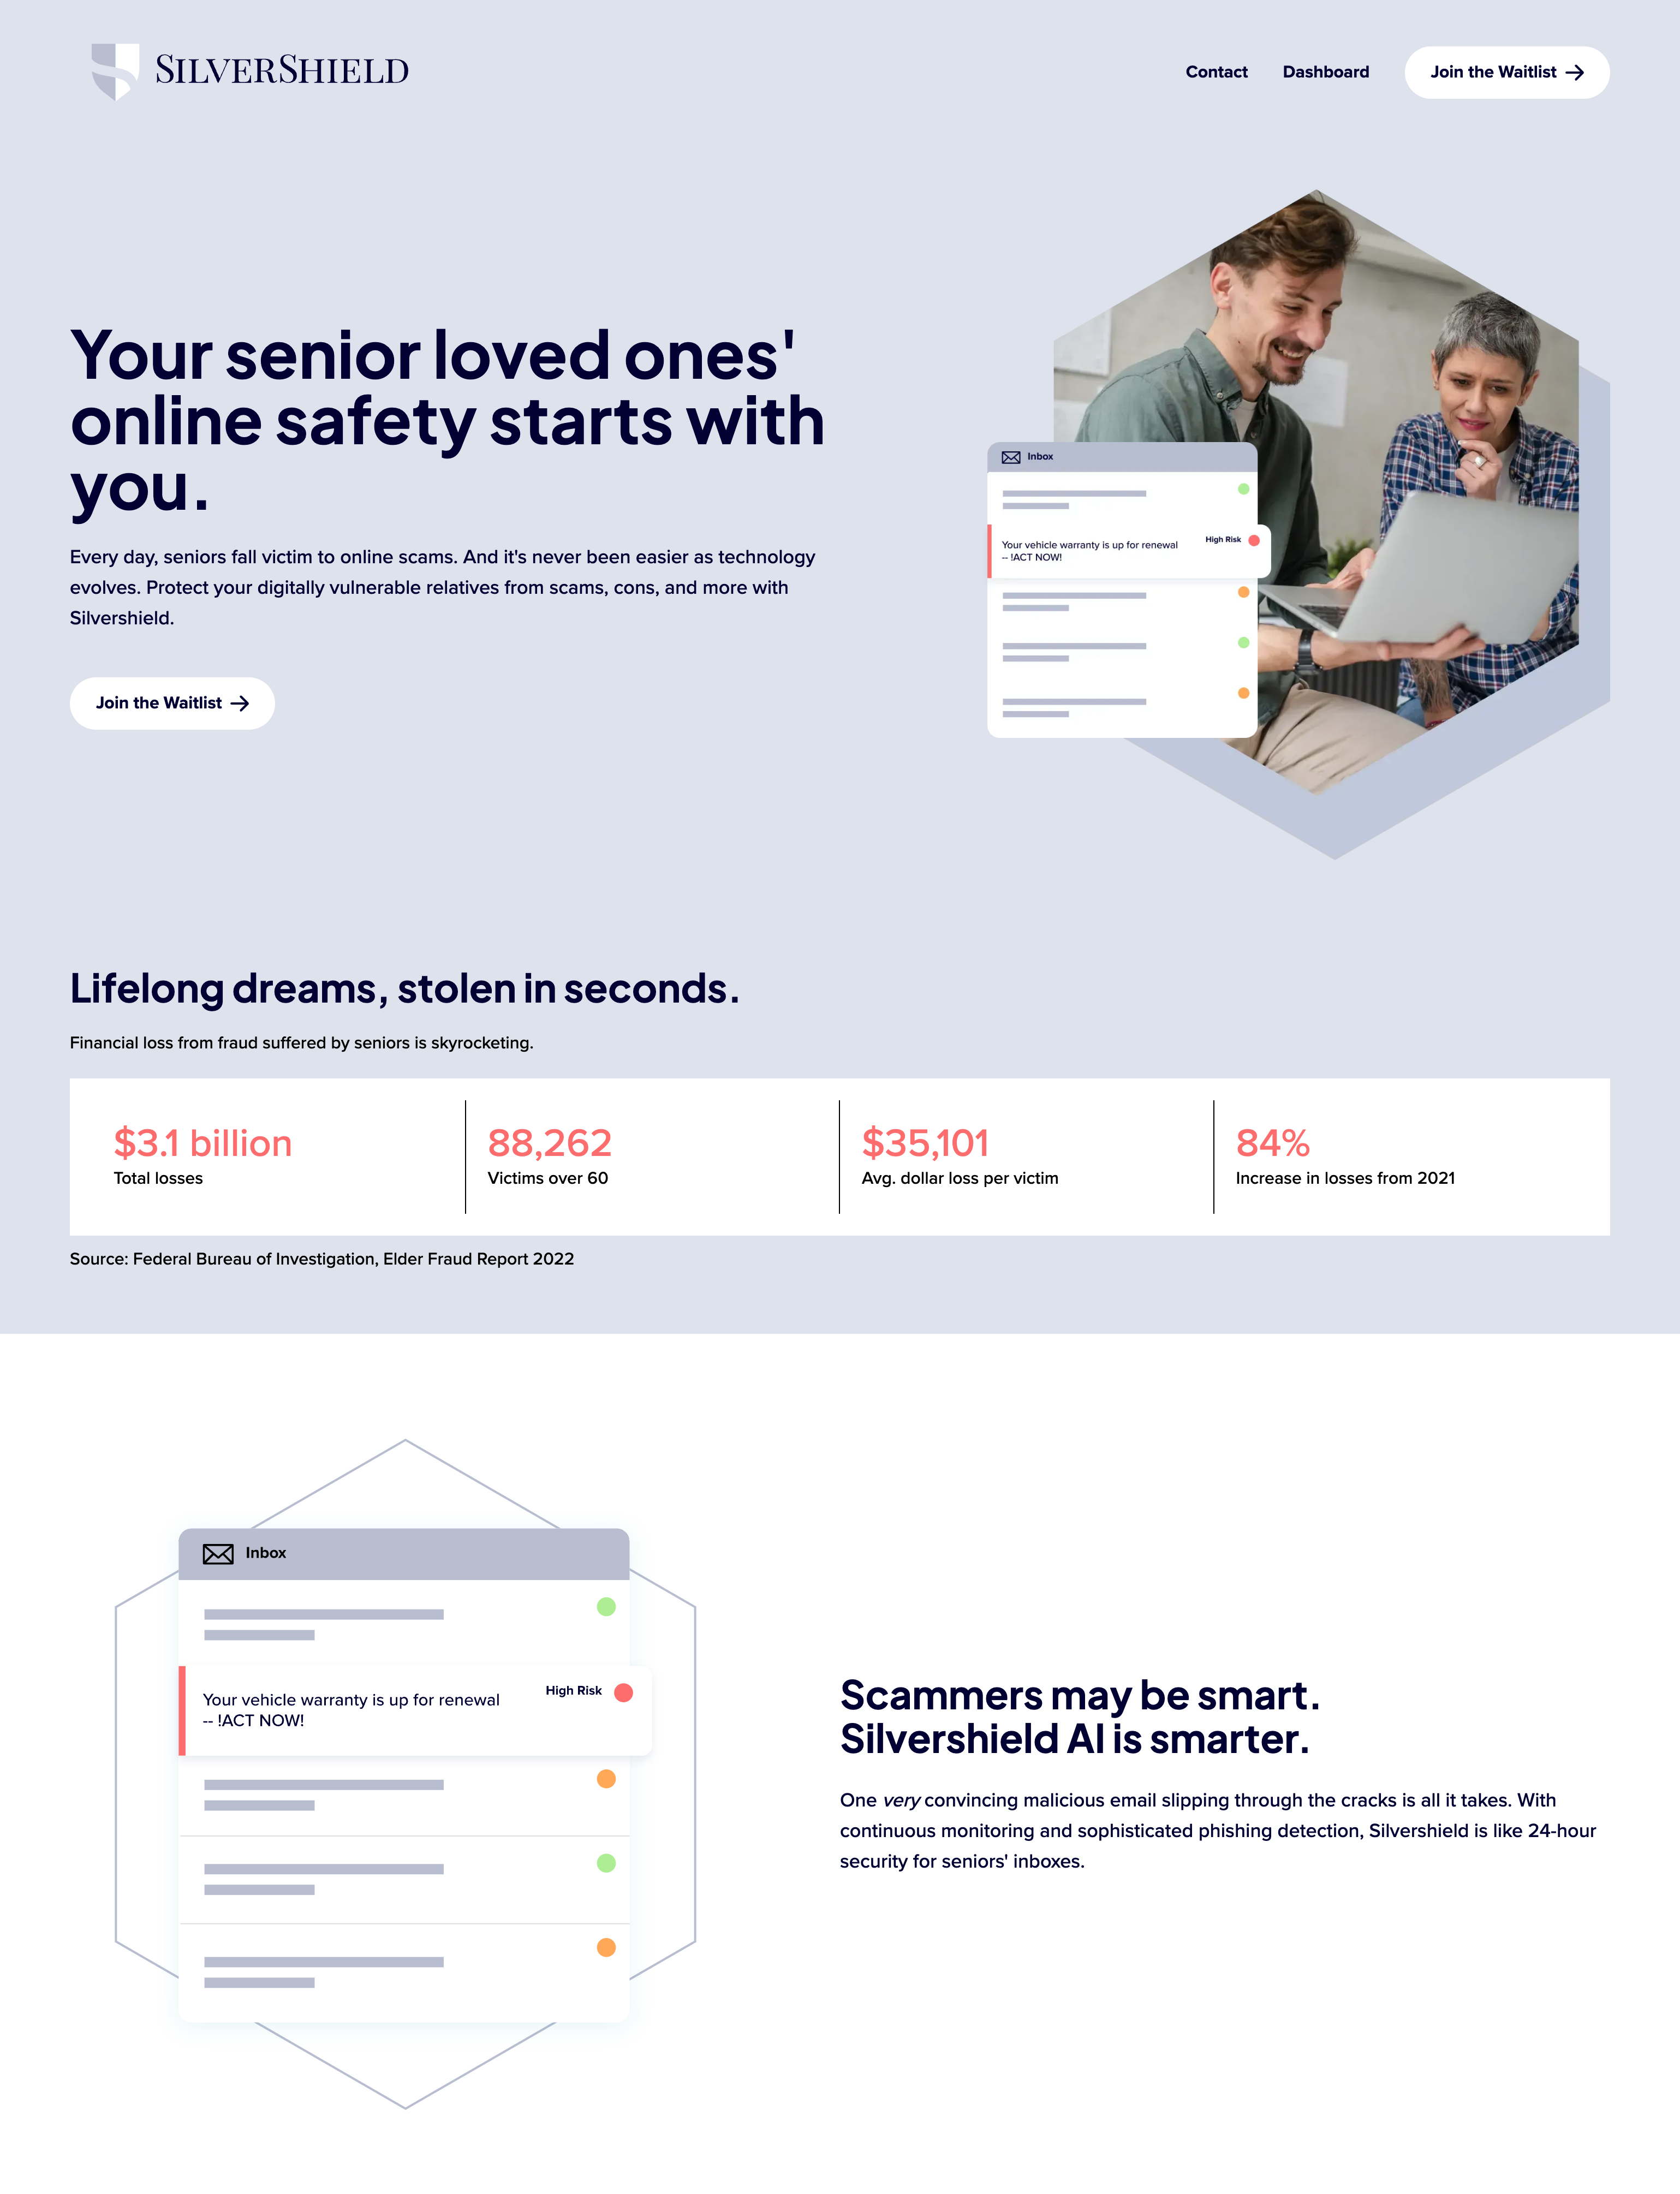 SILVERSHIELD
Contact
Dashboard
Join the Waitlist
Your senior loved ones'
online safety starts with
you.
Every day, seniors fall victim to online scams. And it's never been easier as technology
evolves. Protect your digitally vulnerable relatives from scams, cons, and more with
Silvershield.
Join the Waitlist
Inbox
Your vehicle warranty is up for renewal
-- !ACT NOW!
High Risk
Lifelong dreams, stolen in seconds.
Financial loss from fraud suffered by seniors is skyrocketing.
$3.1 billion
Total losses
88,262
Victims over 60
$35,101
Avg. dollar loss per victim
84%
Increase in losses from 2021
Source: Federal Bureau of Investigation, Elder Fraud Report 2022
Inbox
Your vehicle warranty is up for renewal
-- !ACT NOW!
High Risk
Scammers may be smart.
Silvershield AI is smarter.
One very convincing malicious email slipping through the cracks is all it takes. With
continuous monitoring and sophisticated phishing detection, Silvershield is like 24-hour
security for seniors' inboxes.